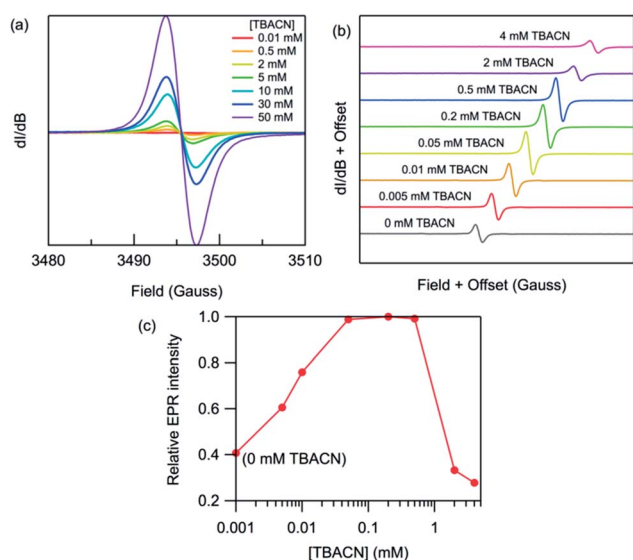 (a)
[TBACN]
0.01 mM
0.5 mM
2 mM
5 mM
10 mM
30 mM
50 mM
dI/dB
3480
3490
3500
3510
Field (Gauss)
(b)
4 mM TBACN
2 mM TBACN
0.5 mM TBACN
0.2 mM TBACN
0.05 mM TBACN
0.01 mM TBACN
0.005 mM TBACN
0 mM TBACN
dI/dB + Offset
Field + Offset (Gauss)
(c)
1.0
0.8
0.6
0.4
0.2
Relative EPR intensity
(0 mM TBACN)
0.001
0.01
0.1
1
[TBACN] (mM)